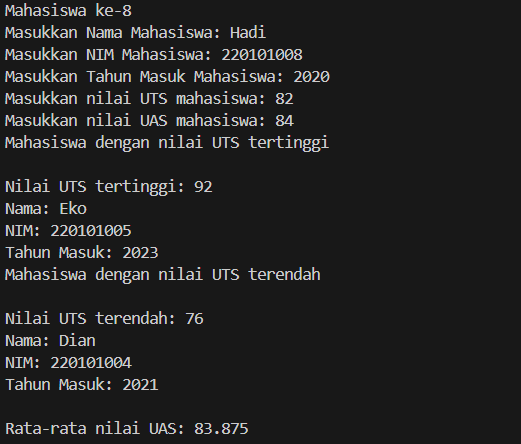 Mahasiswa ke-8
Masukkan Nama Mahasiswa: Hadi
Masukkan NIM Mahasiswa: 220101008
Masukkan Tahun Masuk Mahasiswa: 2020
Masukkan nilai UTS mahasiswa: 82
Masukkan nilai UAS mahasiswa: 84
Mahasiswa dengan nilai UTS tertinggi
Nilai UTS tertinggi: 92
Nama: Eko
NIM: 220101005
Tahun Masuk: 2023
Mahasiswa dengan nilai UTS terendah
Nilai UTS terendah: 76
Nama: Dian
NIM: 220101004
Tahun Masuk: 2021
Rata-rata nilai UAS: 83.875